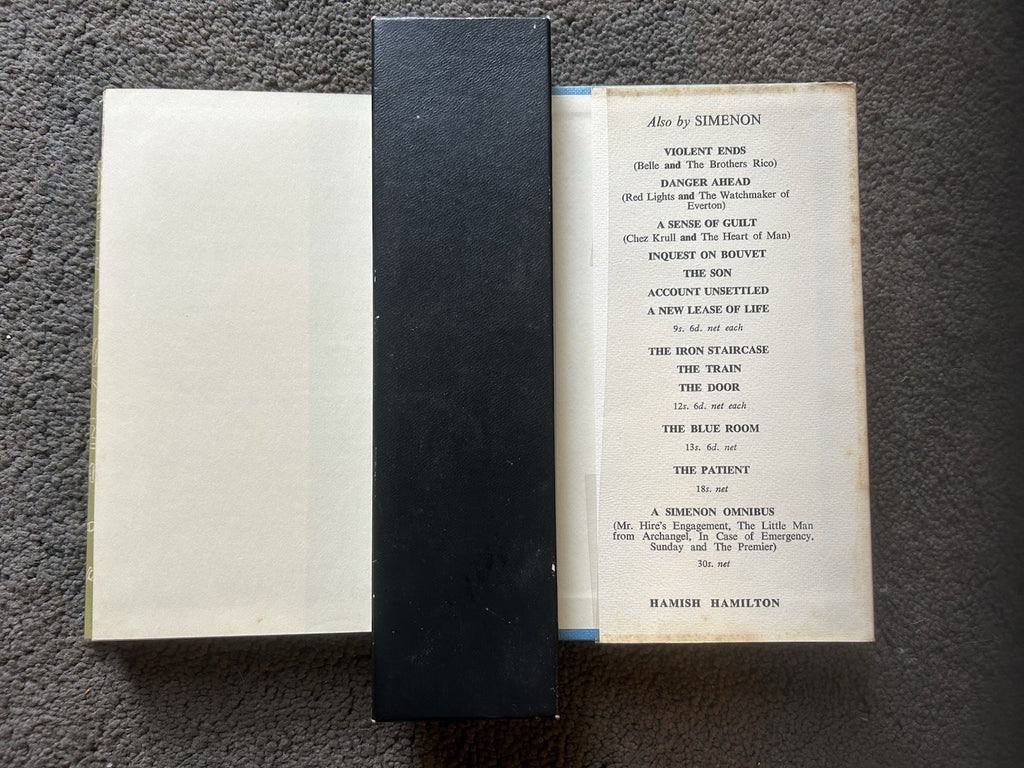 Also by SIMENON
VIOLENT ENDS
(Belle and The Brothers Rico)
DANGER AHEAD
(Red Lights and The Watchmaker of
Everton)
A SENSE OF GUILT
(Chez Krull and The Heart of Man)
INQUEST ON BOUVET
THE SON
ACCOUNT UNSETTLED
A NEW LEASE OF LIFE
9s. 6d. net each
THE IRON STAIRCASE
THE TRAIN
THE DOOR
12s. 6d. net each
THE BLUE ROOM
13s. 6d. net
THE PATIENT
18s. net
A SIMENON OMNIBUS
(Mr. Hire's Engagement, The Little Man
from Archangel, In Case of Emergency,
Sunday and The Premier)
30s. net
HAMISH HAMILTON